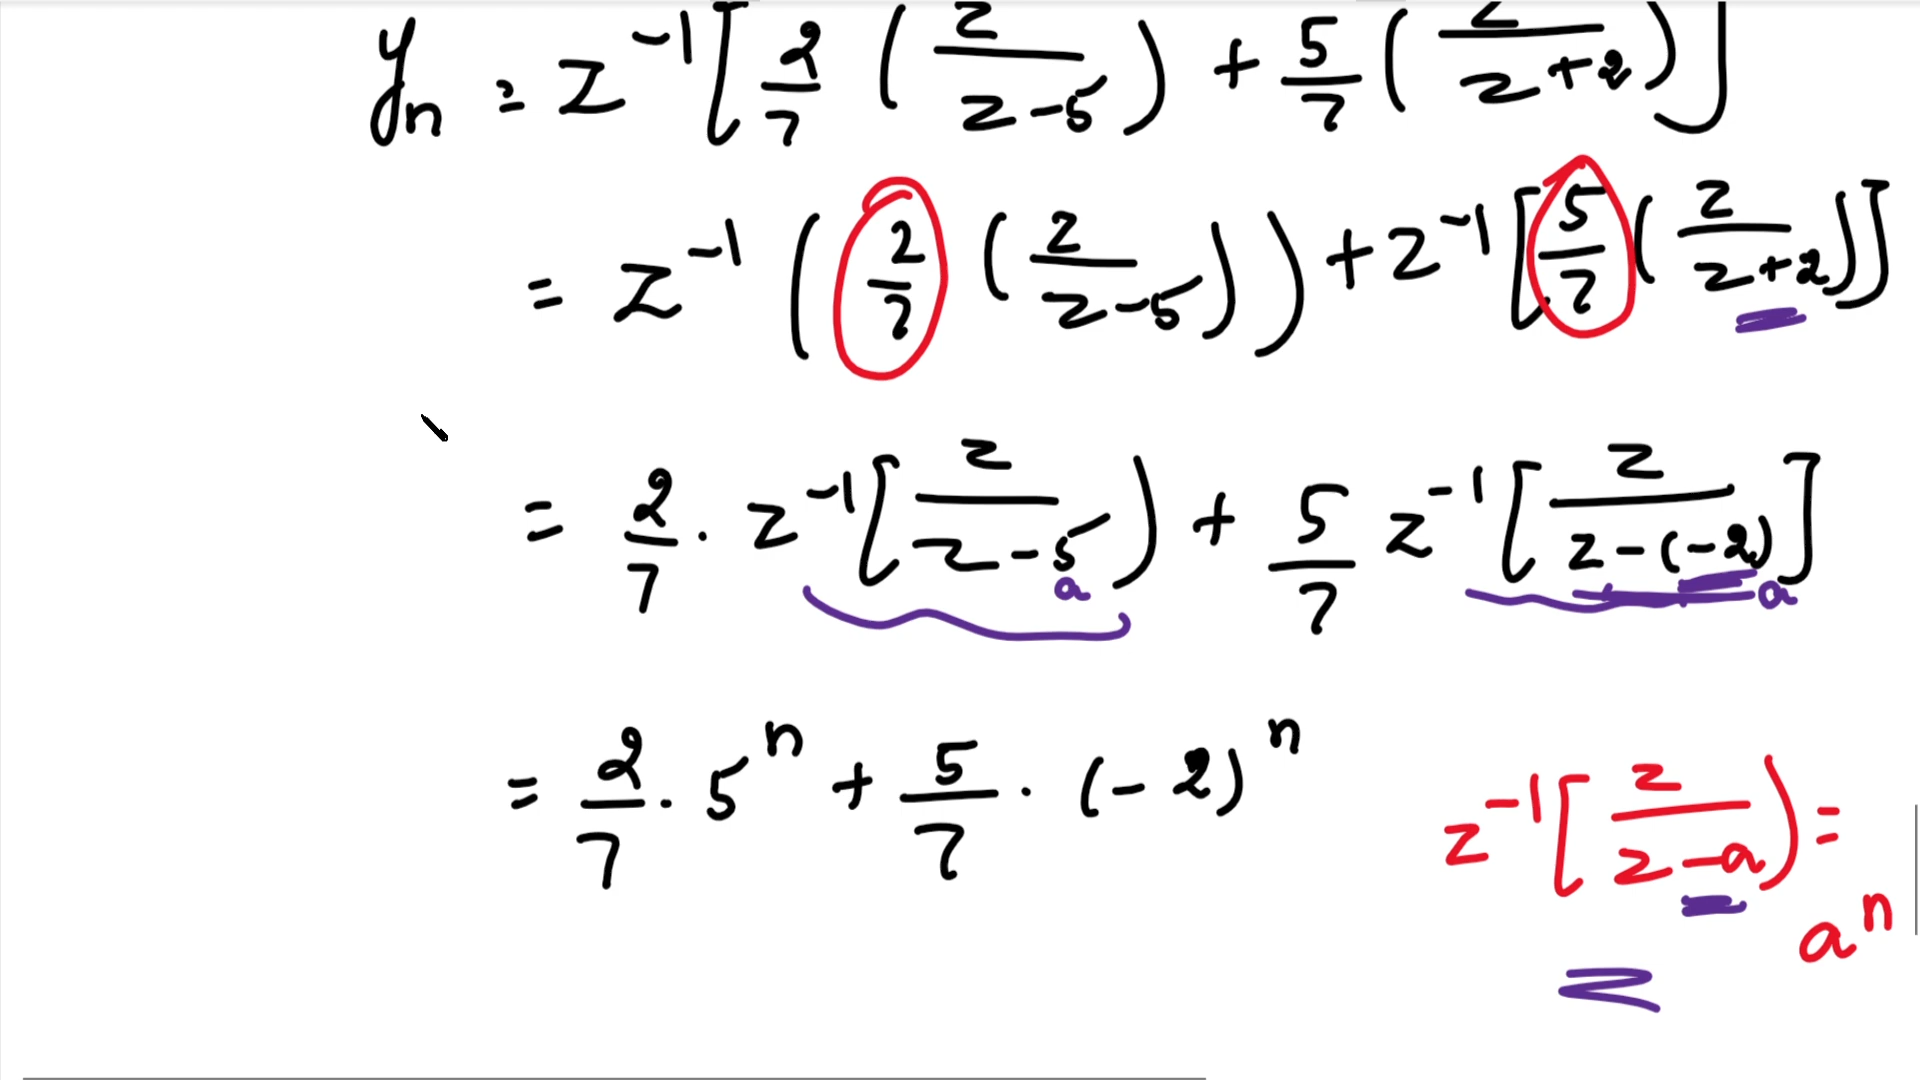 yₙ = z⁻¹[2/7 (z/(z-5)) + 5/7 (z/(z+2))]
= z⁻¹(2/7 (z/(z-5))) + z⁻¹[5/7 (z/(z+2))]
= 2/7 · z⁻¹[z/(z-5)) + 5/7 z⁻¹[z/(z-(-2))]
a a
= 2/7 · 5ⁿ + 5/7 · (-2)ⁿ
z⁻¹[z/(z-a)) =
aⁿ